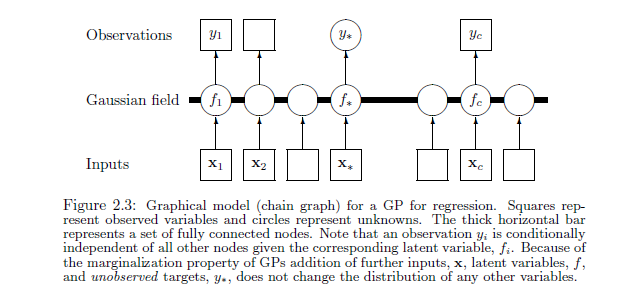 Observations y1 y* yc
Gaussian field f1 f* fc
Inputs x1 x2 x* xc
Figure 2.3: Graphical model (chain graph) for a GP for regression. Squares rep-
resent observed variables and circles represent unknowns. The thick horizontal bar
represents a set of fully connected nodes. Note that an observation yi is conditionally
independent of all other nodes given the corresponding latent variable, fi. Because of
the marginalization property of GPs addition of further inputs, x, latent variables, f,
and unobserved targets, y*, does not change the distribution of any other variables.